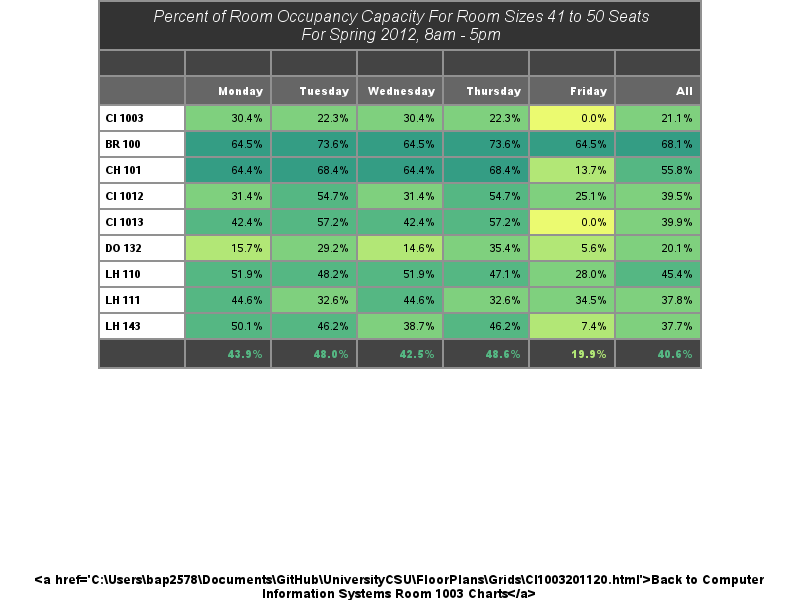 Percent of Room Occupancy Capacity For Room Sizes 41 to 50 Seats
For Spring 2012, 8am - 5pm
Monday Tuesday Wednesday Thursday Friday All
CI 1003 30.4% 22.3% 30.4% 22.3% 0.0% 21.1%
BR 100 64.5% 73.6% 64.5% 73.6% 64.5% 68.1%
CH 101 64.4% 68.4% 64.4% 68.4% 13.7% 55.8%
CI 1012 31.4% 54.7% 31.4% 54.7% 25.1% 39.5%
CI 1013 42.4% 57.2% 42.4% 57.2% 0.0% 39.9%
DO 132 15.7% 29.2% 14.6% 35.4% 5.6% 20.1%
LH 110 51.9% 48.2% 51.9% 47.1% 28.0% 45.4%
LH 111 44.6% 32.6% 44.6% 32.6% 34.5% 37.8%
LH 143 50.1% 46.2% 38.7% 46.2% 7.4% 37.7%
43.9% 48.0% 42.5% 48.6% 19.9% 40.6%
<a href='C:\Users\bap2578\Documents\GitHub\UniversityCSU\FloorPlans\Grids\CI1003201120.html'>Back to Computer
Information Systems Room 1003 Charts</a>